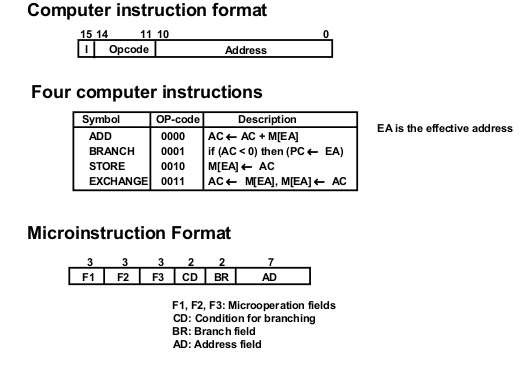 Computer instruction format
15 14 11 10 0
I Opcode Address
Four computer instructions
Symbol OP-code Description
EA is the effective address
ADD 0000 AC ← AC + M[EA]
BRANCH 0001 if (AC < 0) then (PC ← EA)
STORE 0010 M[EA] ← AC
EXCHANGE 0011 AC ← M[EA], M[EA] ← AC
Microinstruction Format
3 3 3 2 2 7
F1 F2 F3 CD BR AD
F1, F2, F3: Microoperation fields
CD: Condition for branching
BR: Branch field
AD: Address field